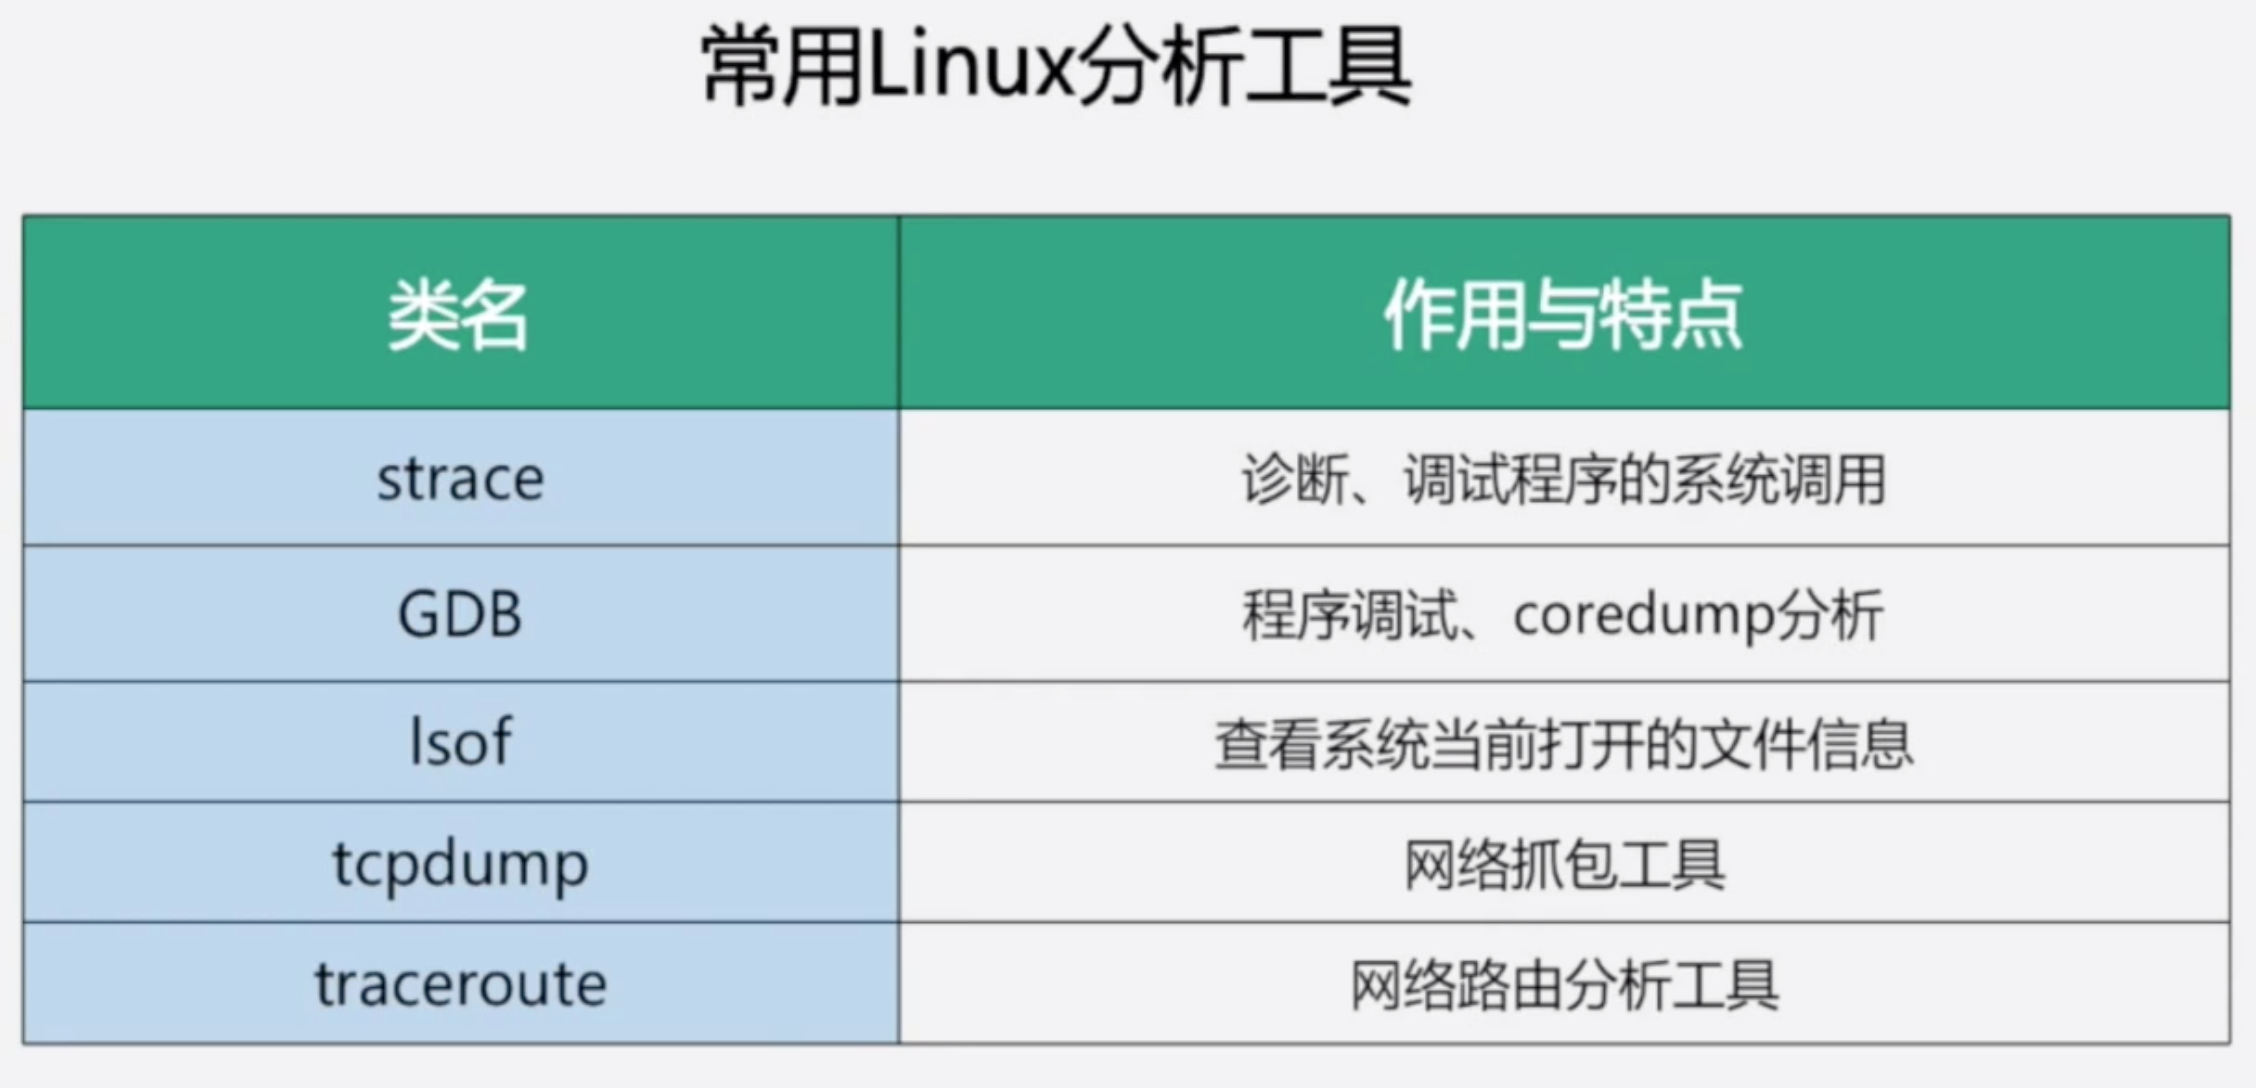 常用Linux分析工具
类名 作用与特点
strace 诊断、调试程序的系统调用
GDB 程序调试、coredump分析
lsof 查看系统当前打开的文件信息
tcpdump 网络抓包工具
traceroute 网络路由分析工具